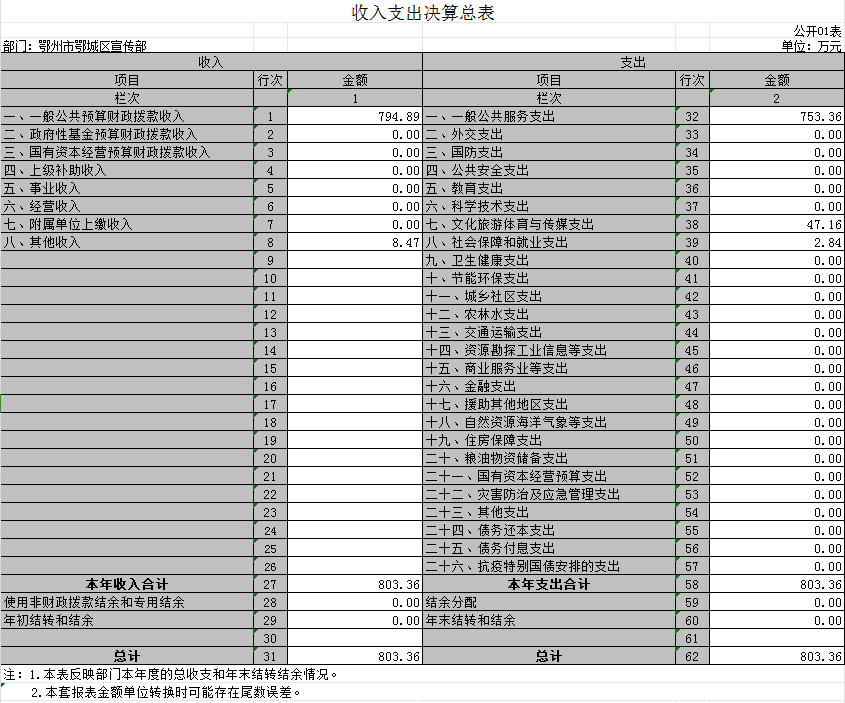 收入支出决算总表
公开01表
部门：鄂州市鄂城区宣传部 单位：万元
收入 支出
项目 行次 金额 项目 行次 金额
栏次 1 栏次 2
一、一般公共预算财政拨款收入 1 794.89 一、一般公共服务支出 32 753.36
二、政府性基金预算财政拨款收入 2 0.00 二、外交支出 33 0.00
三、国有资本经营预算财政拨款收入 3 0.00 三、国防支出 34 0.00
四、上级补助收入 4 0.00 四、公共安全支出 35 0.00
五、事业收入 5 0.00 五、教育支出 36 0.00
六、经营收入 6 0.00 六、科学技术支出 37 0.00
七、附属单位上缴收入 7 0.00 七、文化旅游体育与传媒支出 38 47.16
八、其他收入 8 8.47 八、社会保障和就业支出 39 2.84
9 九、卫生健康支出 40 0.00
10 十、节能环保支出 41 0.00
11 十一、城乡社区支出 42 0.00
12 十二、农林水支出 43 0.00
13 十三、交通运输支出 44 0.00
14 十四、资源勘探工业信息等支出 45 0.00
15 十五、商业服务业等支出 46 0.00
16 十六、金融支出 47 0.00
17 十七、援助其他地区支出 48 0.00
18 十八、自然资源海洋气象等支出 49 0.00
19 十九、住房保障支出 50 0.00
20 二十、粮油物资储备支出 51 0.00
21 二十一、国有资本经营预算支出 52 0.00
22 二十二、灾害防治及应急管理支出 53 0.00
23 二十三、其他支出 54 0.00
24 二十四、债务还本支出 55 0.00
25 二十五、债务付息支出 56 0.00
26 二十六、抗疫特别国债安排的支出 57 0.00
本年收入合计 27 803.36 本年支出合计 58 803.36
使用非财政拨款结余和专用结余 28 0.00 结余分配 59 0.00
年初结转和结余 29 0.00 年末结转和结余 60 0.00
30 61
总计 31 803.36 总计 62 803.36
注：1.本表反映部门本年度的总收支和年末结转结余情况。
2.本套报表金额单位转换时可能存在尾数误差。